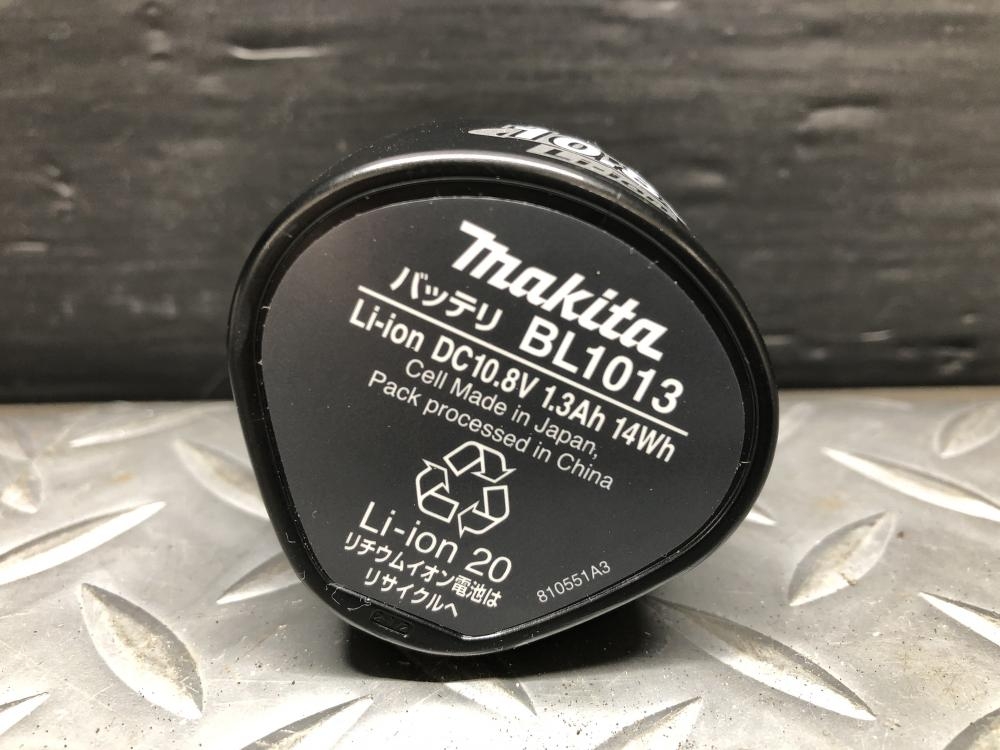 makita
バッテリ BL1013
Li-ion DC10.8V 1.3Ah 14Wh
Cell Made in Japan,
Pack processed in China
Li-ion 20
リチウムイオン電池は
リサイクルへ
810551A3